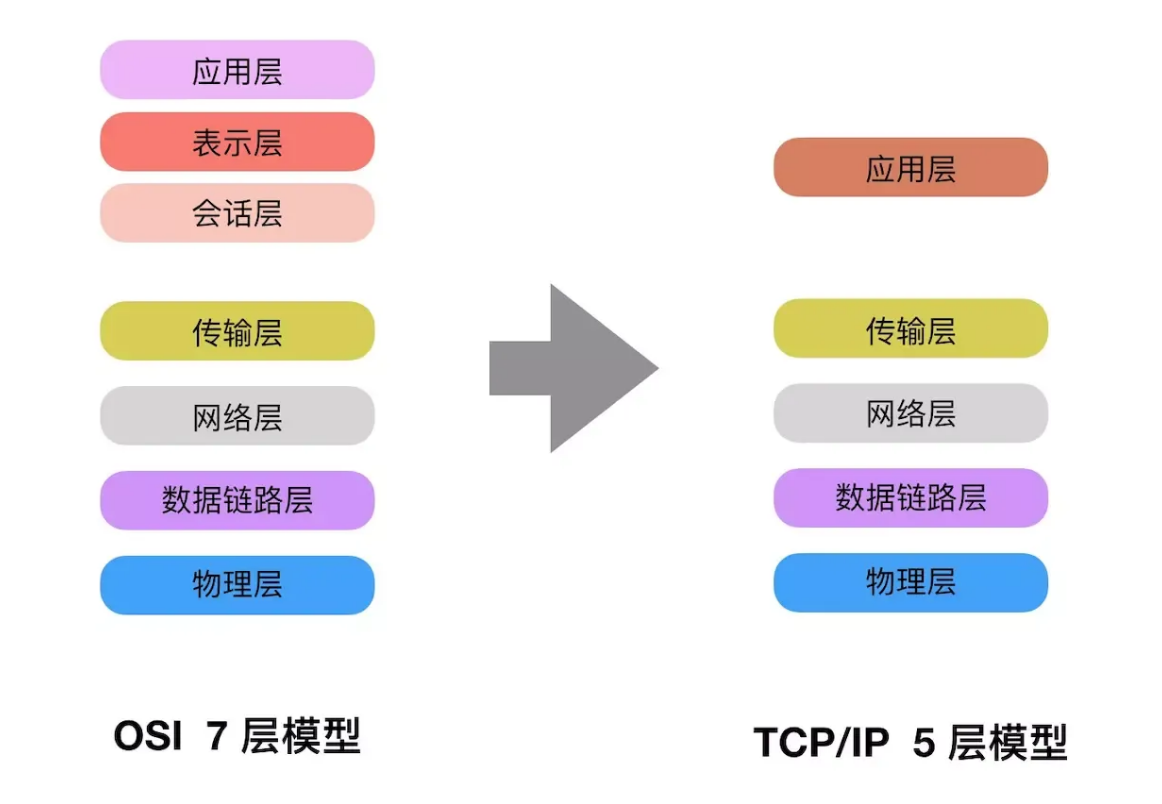 应用层
表示层
会话层
传输层
网络层
数据链路层
物理层
OSI 7 层模型
应用层
传输层
网络层
数据链路层
物理层
TCP/IP 5 层模型